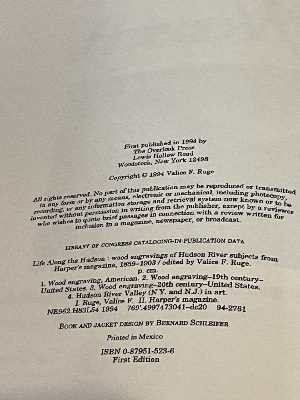 First published in 1994 by
The Overlook Press
Lewis Hollow Road
Woodstock, New York 12498
Copyright © 1994 Valice F. Ruge
All rights reserved. No part of this publication may be reproduced or transmitted
in any form or by any means, electronic or mechanical, including photocopy,
recording, or any information storage and retrieval system now known or to be
invented without permission in writing from the publisher, except by a reviewer
who wishes to quote brief passages in connection with a review written for
inclusion in a magazine, newspaper, or broadcast.
LIBRARY OF CONGRESS CATALOGING-IN-PUBLICATION DATA
Life Along the Hudson : wood engravings of Hudson River subjects from
Harper's magazine, 1859-1903 / edited by Valice F. Ruge.
p. cm.
1. Wood engraving, American. 2. Wood engraving–19th century–
United States. 3. Wood engraving–20th century–United States.
4. Hudson River Valley (N.Y. and N.J.) in art.
I. Ruge, Valice F. II. Harper's magazine.
NE962.H83L54 1994 769'.4997473041–dc20 94-2761
BOOK AND JACKET DESIGN BY BERNARD SCHLEIFER
Printed in Mexico
ISBN 0-87951-523-6
First Edition